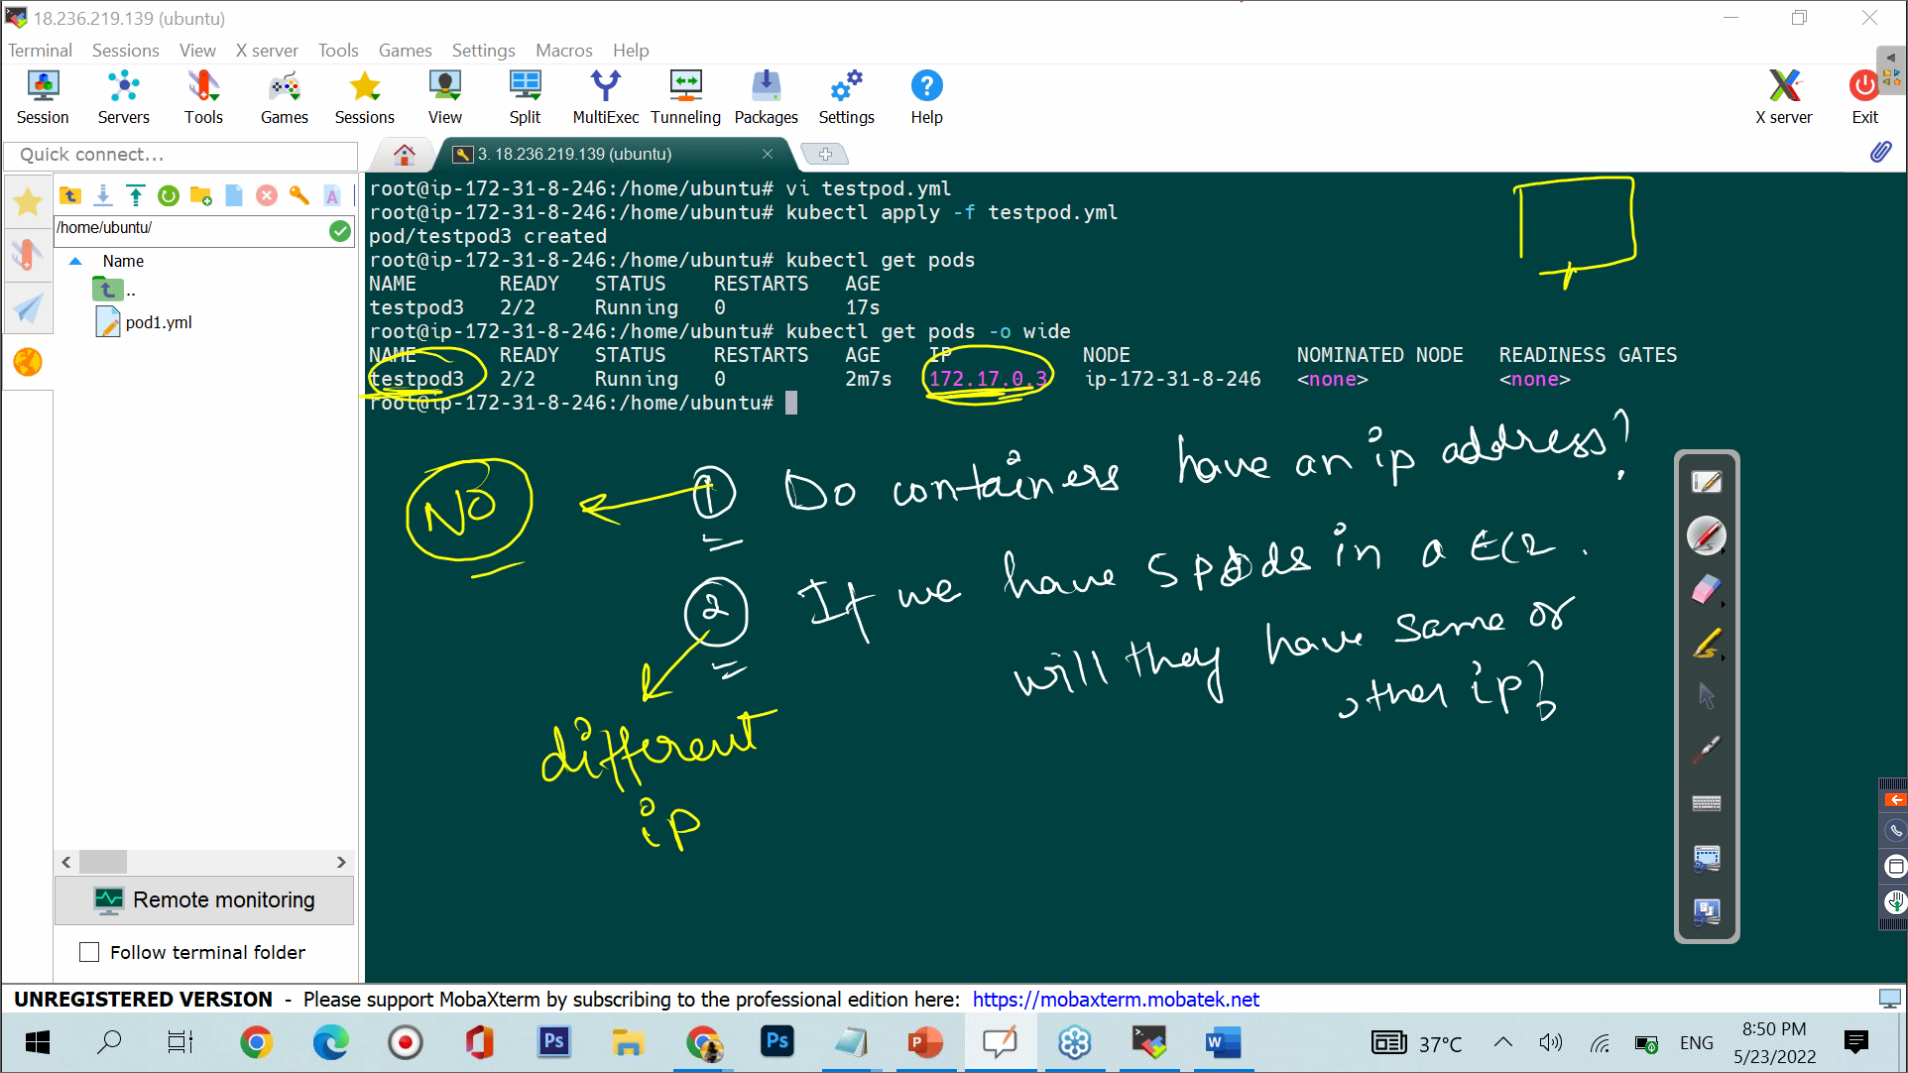 18.236.219.139 (ubuntu)
Terminal Sessions View X server Tools Games Settings Macros Help
Session Servers Tools Games Sessions View Split MultiExec Tunneling Packages Settings Help X server Exit
Quick connect...
3. 18.236.219.139 (ubuntu)
/home/ubuntu/
Name
..
pod1.yml
root@ip-172-31-8-246:/home/ubuntu# vi testpod.yml
root@ip-172-31-8-246:/home/ubuntu# kubectl apply -f testpod.yml
pod/testpod3 created
root@ip-172-31-8-246:/home/ubuntu# kubectl get pods
NAME READY STATUS RESTARTS AGE
testpod3 2/2 Running 0 17s
root@ip-172-31-8-246:/home/ubuntu# kubectl get pods -o wide
NAME READY STATUS RESTARTS AGE IP NODE NOMINATED NODE READINESS GATES
testpod3 2/2 Running 0 2m7s 172.17.0.3 ip-172-31-8-246 <none> <none>
root@ip-172-31-8-246:/home/ubuntu#
NO
1 Do containers have an ip address?
2 If we have 5 pods in a EC2.
will they have same or
other ip?
different
ip
Remote monitoring
Follow terminal folder
UNREGISTERED VERSION - Please support MobaXterm by subscribing to the professional edition here: https://mobaxterm.mobatek.net
37°C ENG 8:50 PM
5/23/2022